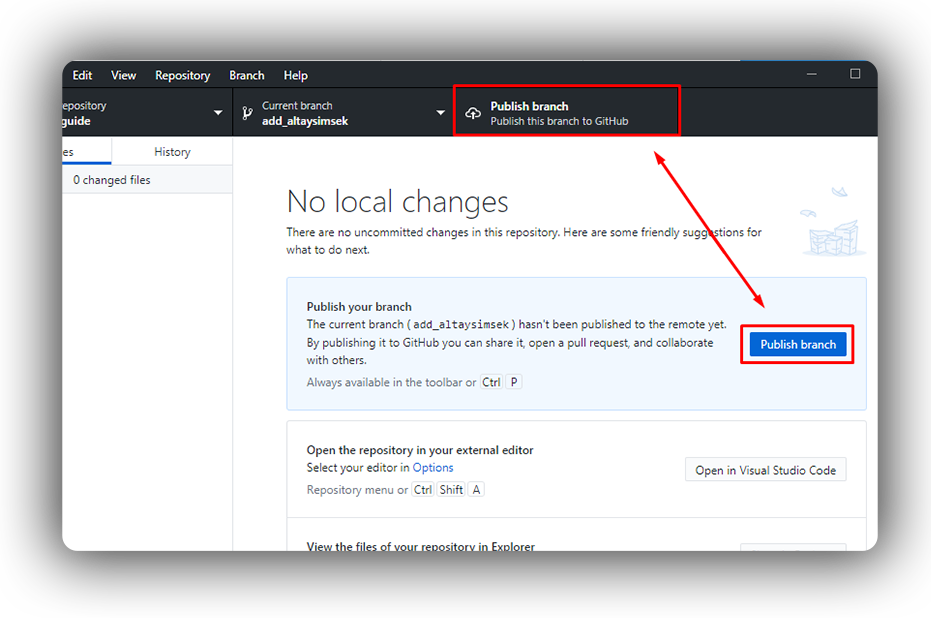 Edit View Repository Branch Help
epository
guide
Current branch
add_altaysimsek
Publish branch
Publish this branch to GitHub
es
History
0 changed files
No local changes
There are no uncommitted changes in this repository. Here are some friendly suggestions for
what to do next.
Publish your branch
The current branch ( add_altaysimsek ) hasn't been published to the remote yet.
By publishing it to GitHub you can share it, open a pull request, and collaborate
with others.
Always available in the toolbar or Ctrl P
Publish branch
Open the repository in your external editor
Select your editor in Options
Repository menu or Ctrl Shift A
Open in Visual Studio Code
View the files of your repository in Explorer